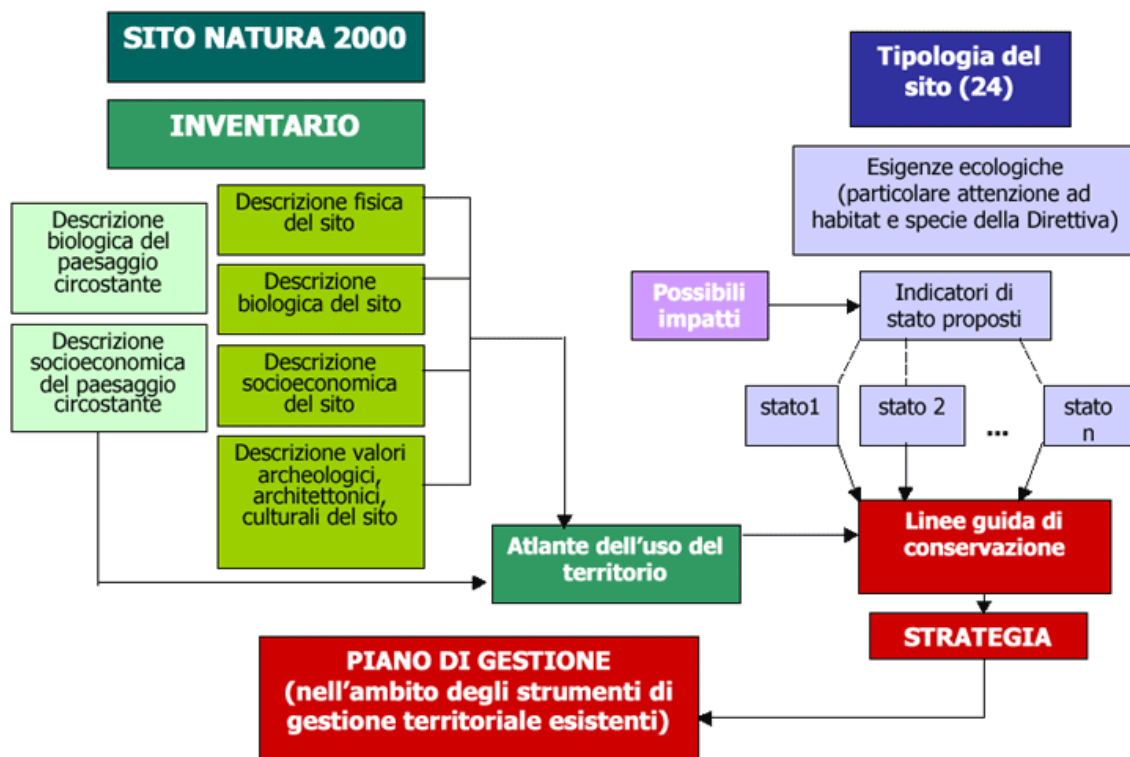 SITO NATURA 2000
INVENTARIO
Descrizione
biologica del
paesaggio
circostante
Descrizione
socioeconomica
del paesaggio
circostante
Descrizione fisica
del sito
Descrizione
biologica del sito
Descrizione
socioeconomica
del sito
Descrizione valori
archeologici,
architettonici,
culturali del sito
Atlante dell'uso del
territorio
Tipologia del
sito (24)
Esigenze ecologiche
(particolare attenzione ad
habitat e specie della Direttiva)
Possibili
impatti
Indicatori di
stato proposti
stato1
stato 2
...
stato
n
Linee guida di
conservazione
STRATEGIA
PIANO DI GESTIONE
(nell'ambito degli strumenti di
gestione territoriale esistenti)